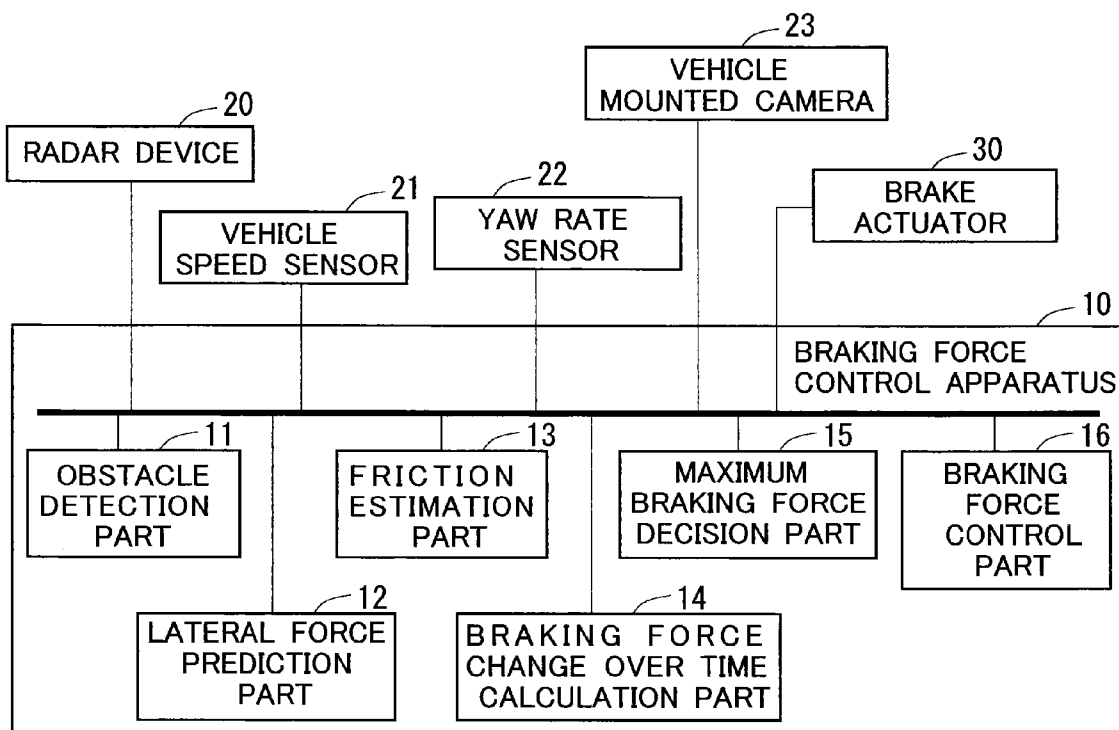 23
VEHICLE
MOUNTED CAMERA
20
RADAR DEVICE
30
BRAKE
ACTUATOR
22
YAW RATE
SENSOR
21
VEHICLE
SPEED SENSOR
10
BRAKING FORCE
CONTROL APPARATUS
11
OBSTACLE
DETECTION
PART
13
FRICTION
ESTIMATION
PART
15
MAXIMUM
BRAKING FORCE
DECISION PART
16
BRAKING
FORCE
CONTROL
PART
12
LATERAL FORCE
PREDICTION
PART
14
BRAKING FORCE
CHANGE OVER TIME
CALCULATION PART